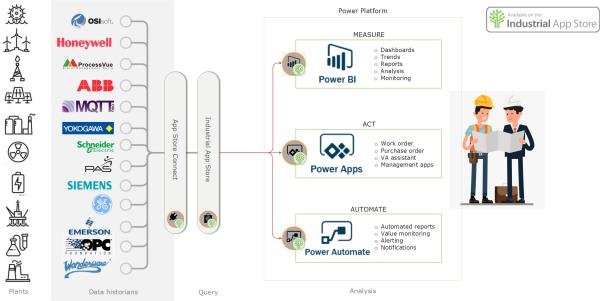 Power Platform
Available on the:
Industrial App Store
OSIsoft.
Honeywell
ProcessVue
ABB
MQTT
YOKOGAWA
Schneider
Electric
PAS
SIEMENS
GE
EMERSON
OPC
FOUNDATION
Wonderware
App Store Connect
Industrial App Store
MEASURE
Power BI
Dashboards
Trends
Reports
Analysis
Monitoring
ACT
Power Apps
Work order
Purchase order
VA assistant
Management apps
AUTOMATE
Power Automate
Automated reports
Value monitoring
Alerting
Notifications
Plants
Data historians
Query
Analysis